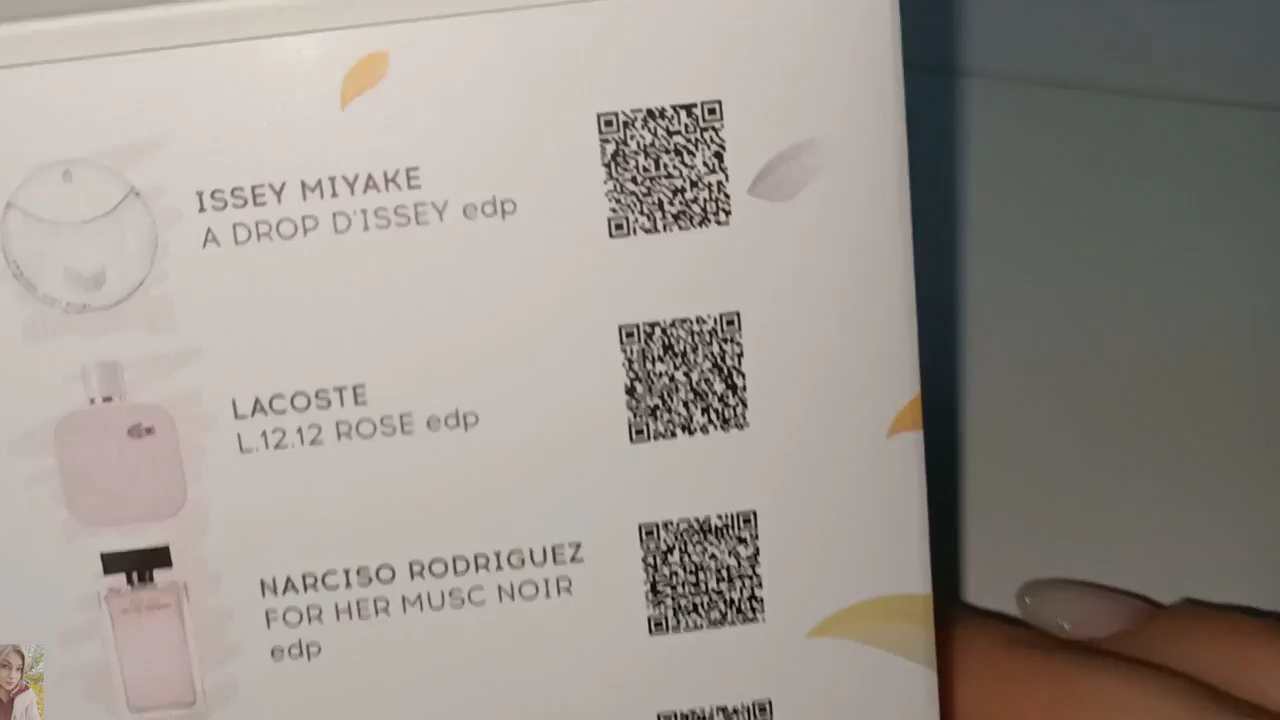 ISSEY MIYAKE
A DROP D'ISSEY edp
LACOSTE
L.12.12 ROSE edp
NARCISO RODRIGUEZ
FOR HER MUSC NOIR
edp